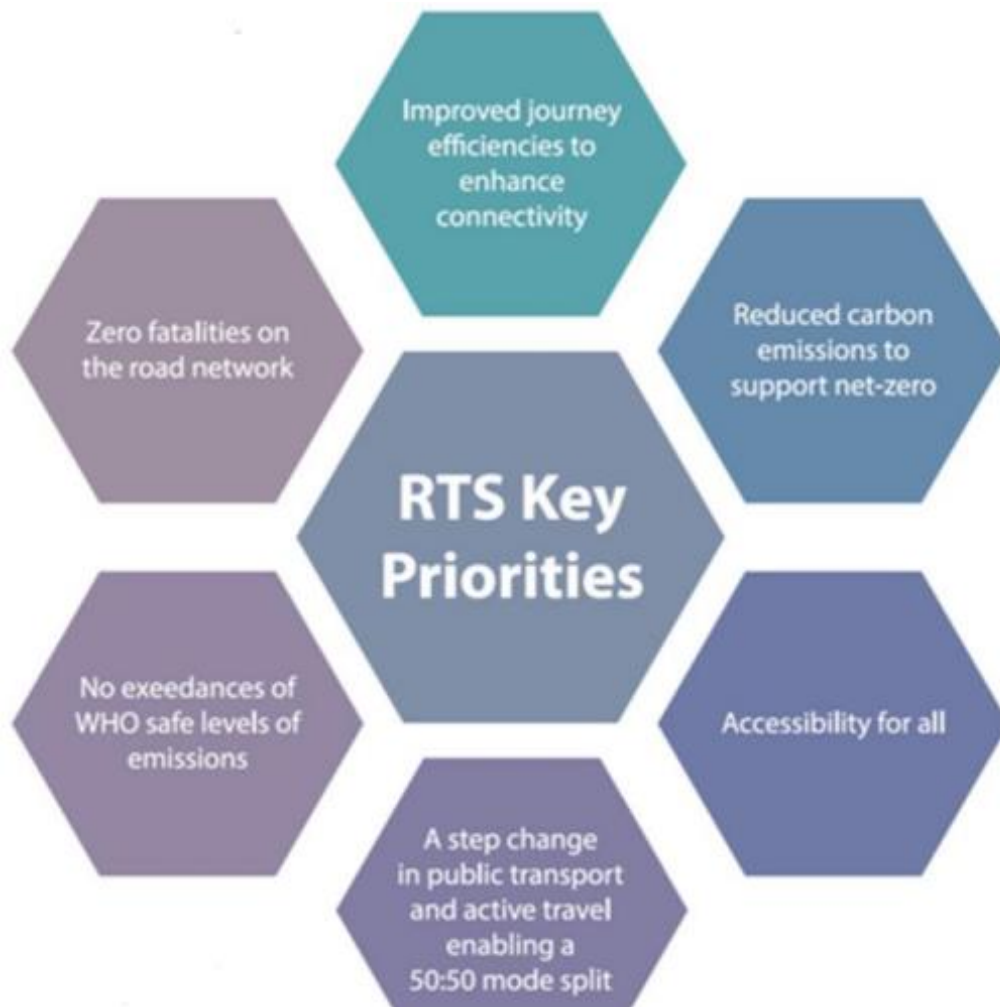 Improved journey
efficiencies to
enhance
connectivity
Reduced carbon
emissions to
support net-zero
Accessibility for all
A step change
in public transport
and active travel
enabling a
50:50 mode split
No exeedances of
WHO safe levels of
emissions
Zero fatalities on
the road network
RTS Key
Priorities